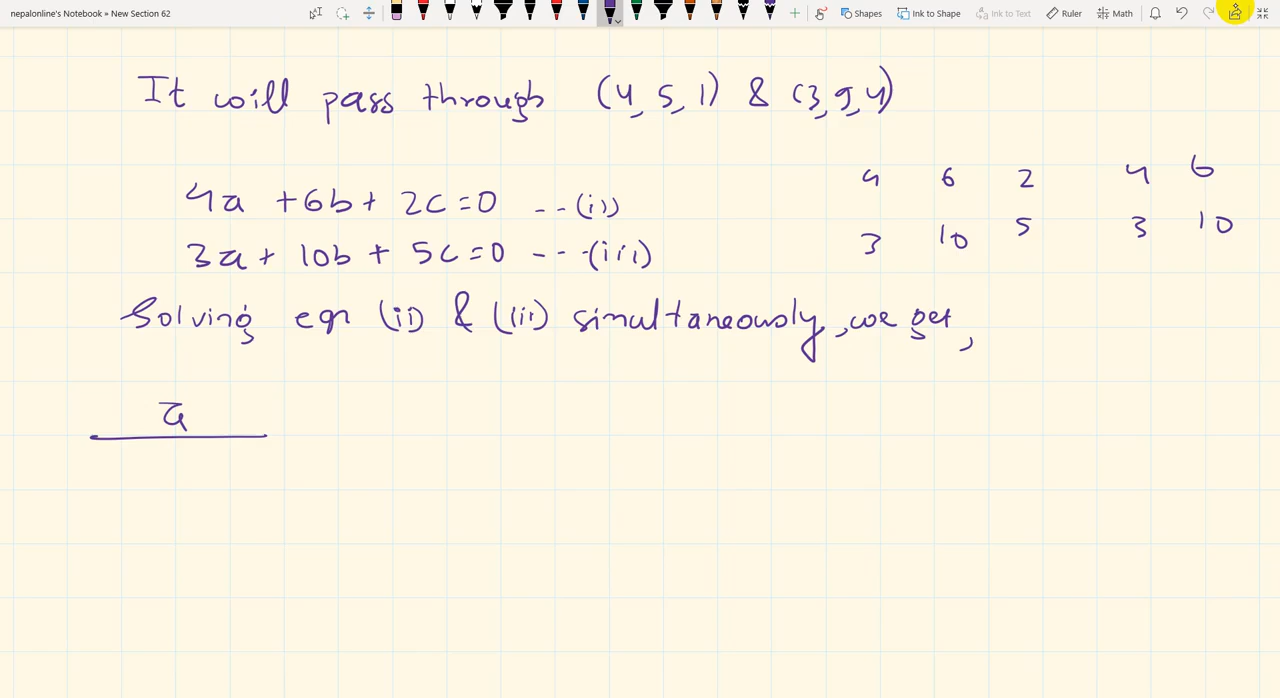 nepalonline's Notebook » New Section 62
Shapes Ink to Shape Ink to Text Ruler Math
It will pass through (4, 5, 1) & (3, 9, 4)
4 6 2 4 6
3 10 5 3 10
4a + 6b + 2c = 0 -- (ii)
3a + 10b + 5c = 0 --- (iii)
Solving eqn (ii) & (iii) simultaneously, we get,
a